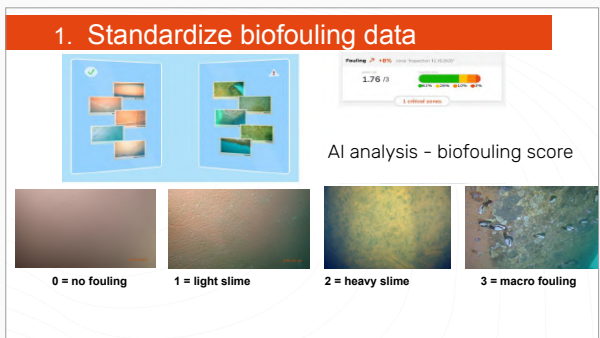 1. Standardize biofouling data
Fouling ↗ +8%
1.76 /3
1 critical zones
AI analysis - biofouling score
0 = no fouling
1 = light slime
2 = heavy slime
3 = macro fouling